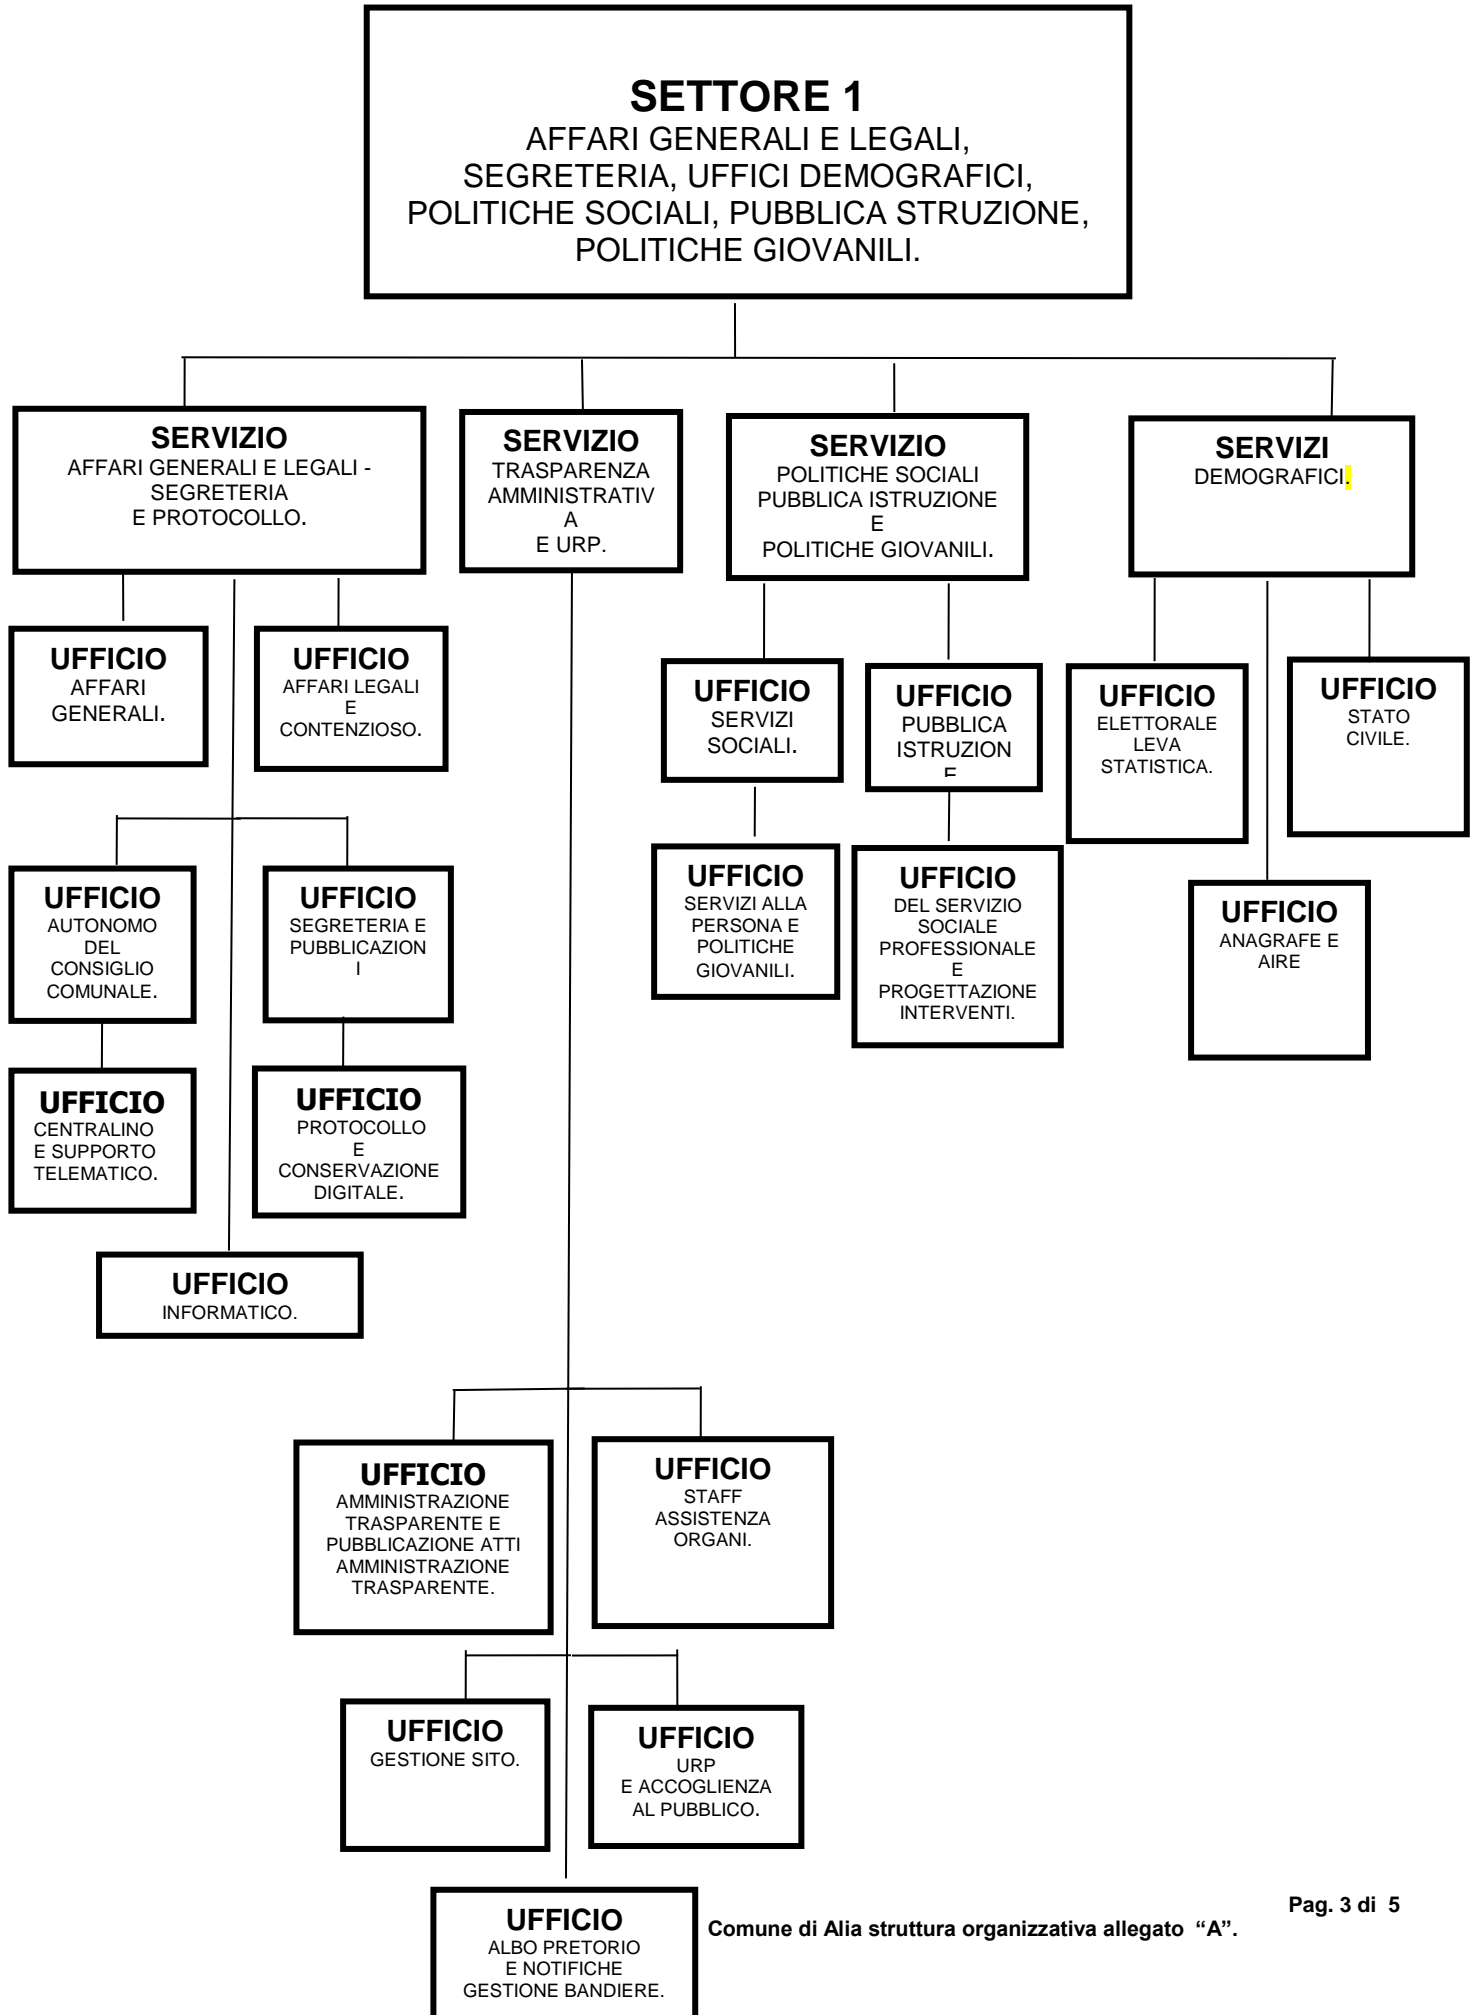 SETTORE 1
AFFARI GENERALI E LEGALI,
SEGRETERIA, UFFICI DEMOGRAFICI,
POLITICHE SOCIALI, PUBBLICA STRUZIONE,
POLITICHE GIOVANILI.
SERVIZIO
AFFARI GENERALI E LEGALI -
SEGRETERIA
E PROTOCOLLO.
SERVIZIO
TRASPARENZA
AMMINISTRATIV
A
E URP.
SERVIZIO
POLITICHE SOCIALI
PUBBLICA ISTRUZIONE
E
POLITICHE GIOVANILI.
SERVIZI
DEMOGRAFICI.
UFFICIO
AFFARI
GENERALI.
UFFICIO
AFFARI LEGALI
E
CONTENZIOSO.
UFFICIO
SERVIZI
SOCIALI.
UFFICIO
PUBBLICA
ISTRUZION
E
UFFICIO
ELETTORALE
LEVA
STATISTICA.
UFFICIO
STATO
CIVILE.
UFFICIO
AUTONOMO
DEL
CONSIGLIO
COMUNALE.
UFFICIO
SEGRETERIA E
PUBBLICAZION
I
UFFICIO
SERVIZI ALLA
PERSONA E
POLITICHE
GIOVANILI.
UFFICIO
DEL SERVIZIO
SOCIALE
PROFESSIONALE
E
PROGETTAZIONE
INTERVENTI.
UFFICIO
ANAGRAFE E
AIRE
UFFICIO
CENTRALINO
E SUPPORTO
TELEMATICO.
UFFICIO
PROTOCOLLO
E
CONSERVAZIONE
DIGITALE.
UFFICIO
INFORMATICO.
UFFICIO
AMMINISTRAZIONE
TRASPARENTE E
PUBBLICAZIONE ATTI
AMMINISTRAZIONE
TRASPARENTE.
UFFICIO
STAFF
ASSISTENZA
ORGANI.
UFFICIO
GESTIONE SITO.
UFFICIO
URP
E ACCOGLIENZA
AL PUBBLICO.
UFFICIO
ALBO PRETORIO
E NOTIFICHE
GESTIONE BANDIERE.
Pag. 3 di 5
Comune di Alia struttura organizzativa allegato “A”.